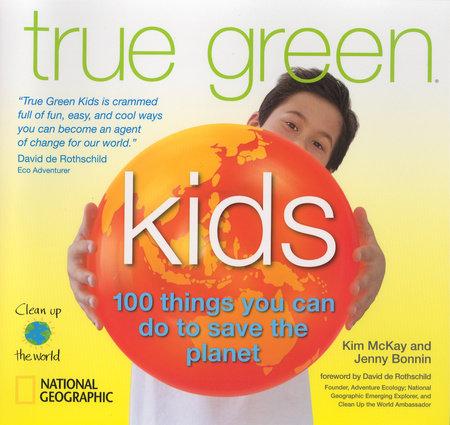 true green®
"True Green Kids is crammed
full of fun, easy, and cool ways
you can become an agent
of change for our world."
David de Rothschild
Eco Adventurer
kids
100 things you can
do to save the
planet
Clean up
the world
NATIONAL
GEOGRAPHIC
Kim McKay and
Jenny Bonnin
foreword by David de Rothschild
Founder, Adventure Ecology; National
Geographic Emerging Explorer, and
Clean Up the World Ambassador